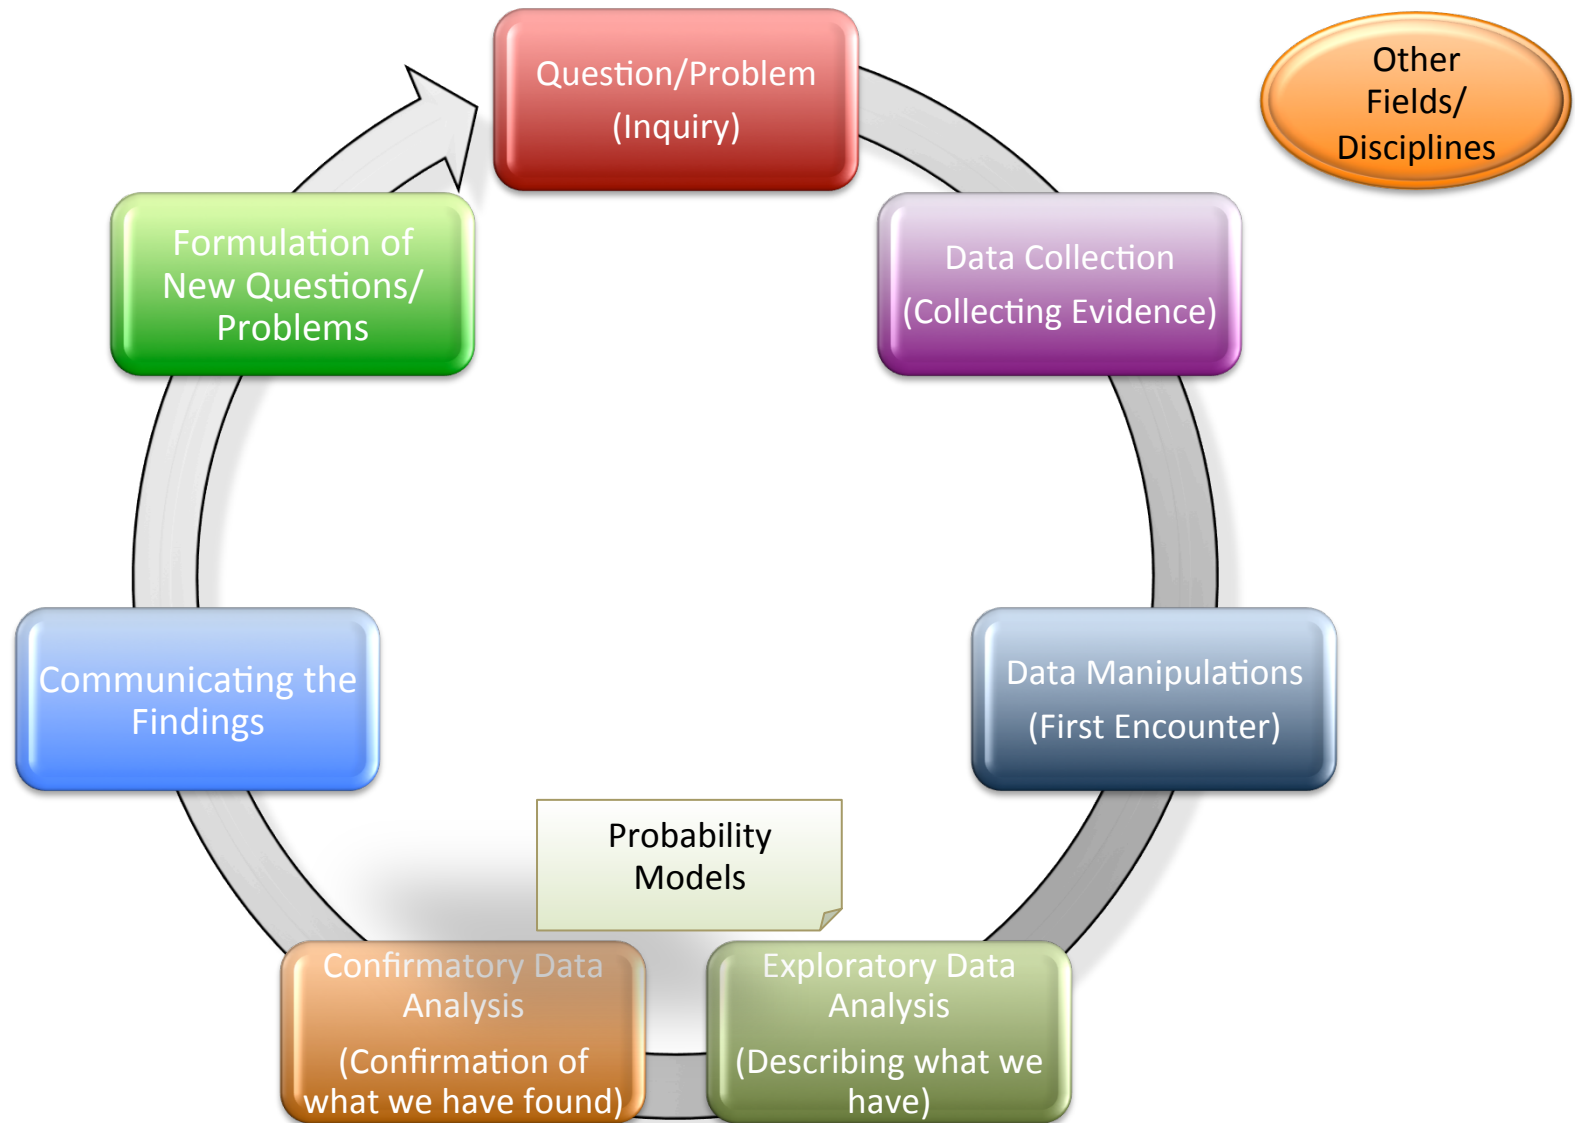 Question/Problem
(Inquiry)
Other
Fields/
Disciplines
Data Collection
(Collecting Evidence)
Data Manipulations
(First Encounter)
Exploratory Data
Analysis
(Describing what we
have)
Probability
Models
Confirmatory Data
Analysis
(Confirmation of
what we have found)
Communicating the
Findings
Formulation of
New Questions/
Problems